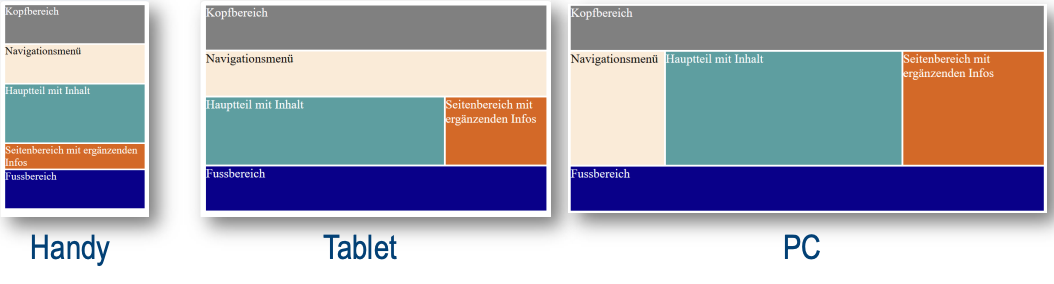 Kopfbereich
Navigationsmenü
Hauptteil mit Inhalt
Seitenbereich mit ergänzenden
Infos
Fussbereich
Handy
Kopfbereich
Navigationsmenü
Hauptteil mit Inhalt
Seitenbereich mit
ergänzenden Infos
Fussbereich
Tablet
Kopfbereich
Navigationsmenü
Hauptteil mit Inhalt
Seitenbereich mit
ergänzenden Infos
Fussbereich
PC